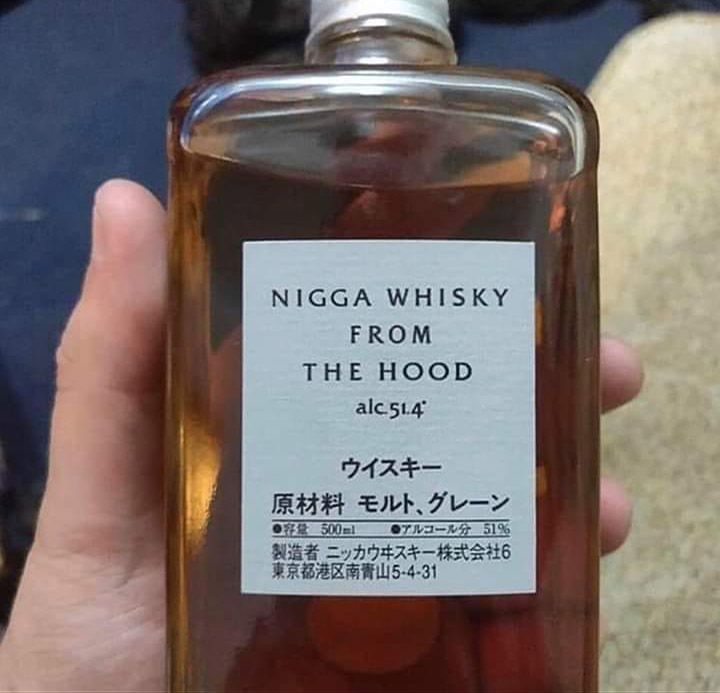 NIGGA WHISKY
FROM
THE HOOD
alc.51.4°
ウイスキー
原材料 モルト、グレーン
●容量 500ml ●アルコール分 51%
製造者 ニッカウヰスキー株式会社6
東京都港区南青山5-4-31